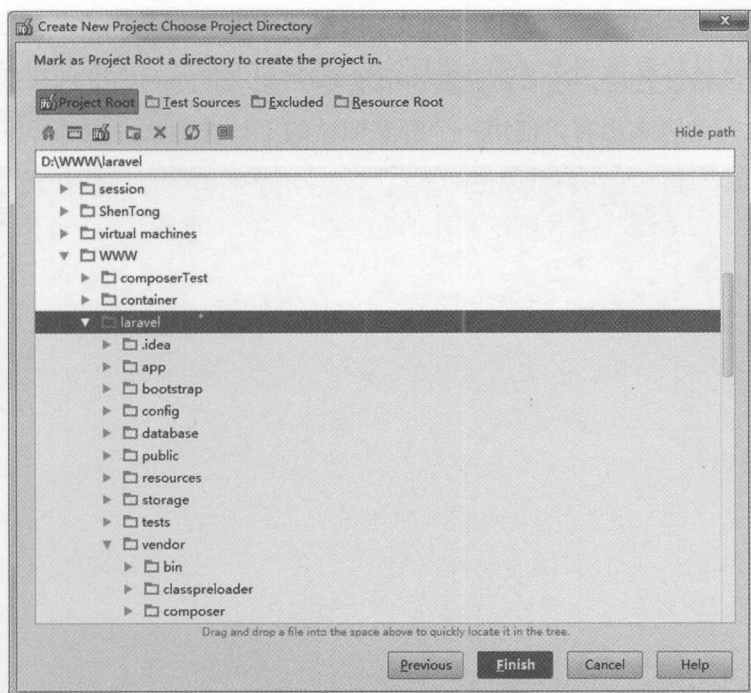 Create New Project: Choose Project Directory
Mark as Project Root a directory to create the project in.
Project Root Test Sources Excluded Resource Root
Hide path
D:\WWW\laravel
session
ShenTong
virtual machines
WWW
composerTest
container
laravel
.idea
app
bootstrap
config
database
public
resources
storage
tests
vendor
bin
classpreloader
composer
Drag and drop a file into the space above to quickly locate it in the tree.
Previous Finish Cancel Help